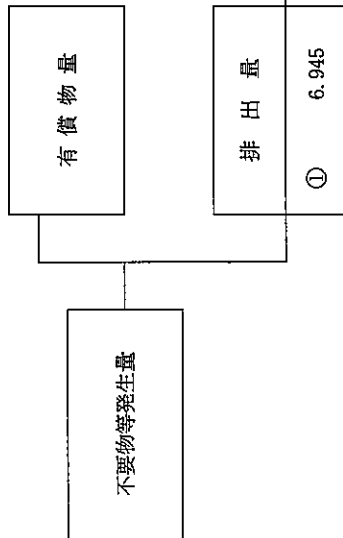 不要物等発生量
有償物量
排出量
① 6.945